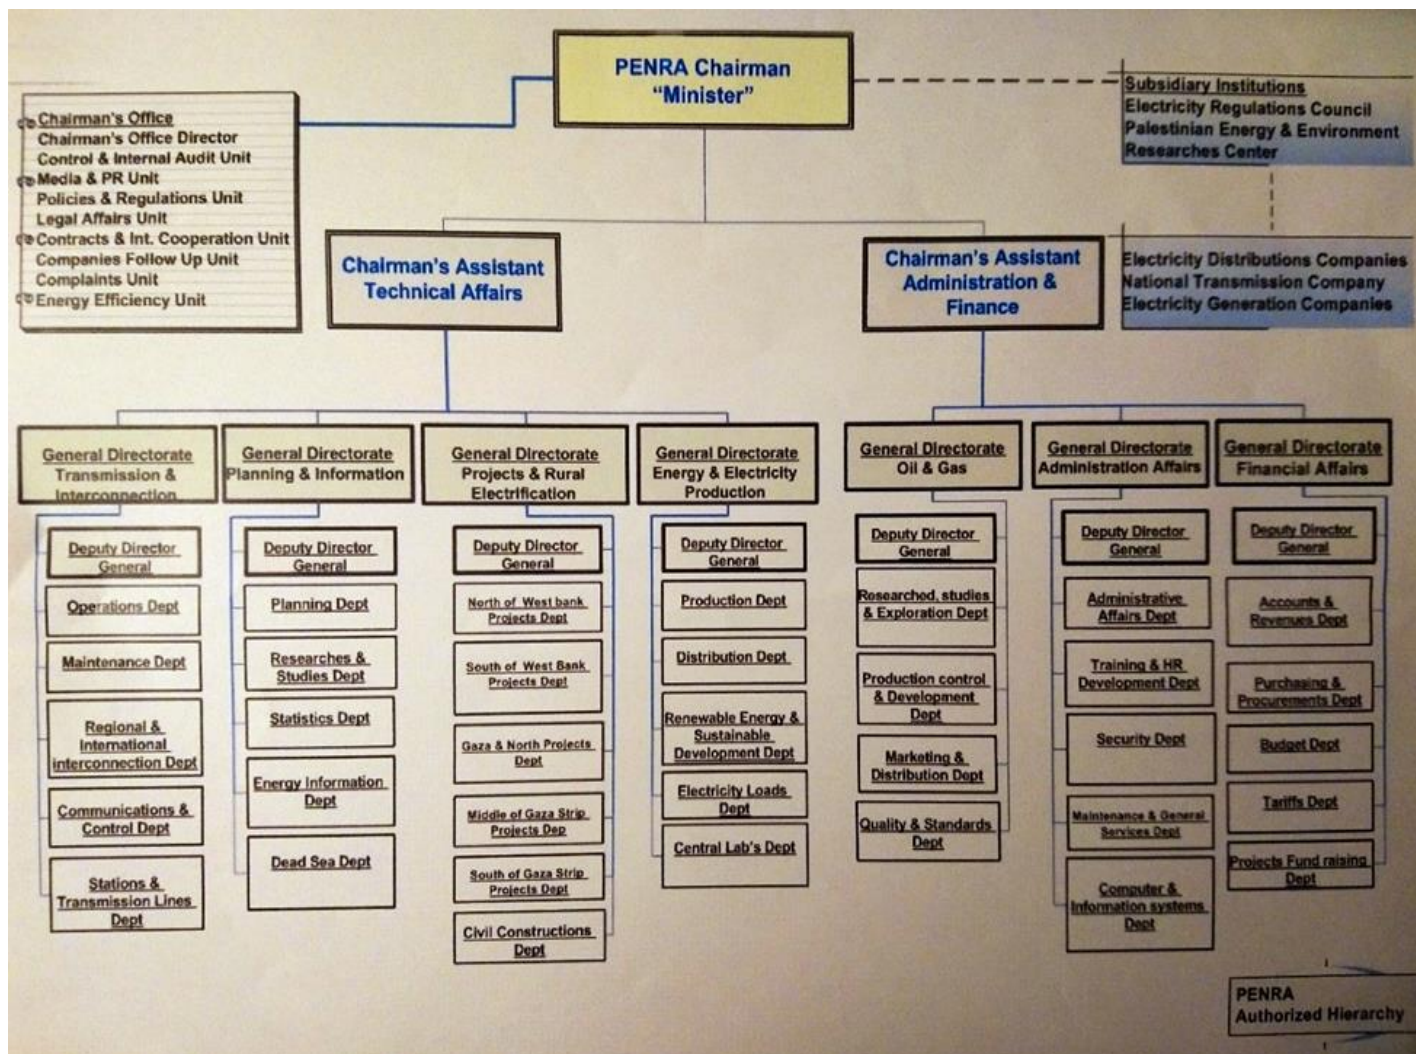 PENRA Chairman
“Minister”
Chairman's Office
Chairman's Office Director
Control & Internal Audit Unit
Media & PR Unit
Policies & Regulations Unit
Legal Affairs Unit
Contracts & Int. Cooperation Unit
Companies Follow Up Unit
Complaints Unit
Energy Efficiency Unit
Subsidiary Institutions
Electricity Regulations Council
Palestinian Energy & Environment
Researches Center
Electricity Distributions Companies
National Transmission Company
Electricity Generation Companies
Chairman's Assistant
Technical Affairs
Chairman's Assistant
Administration &
Finance
General Directorate
Transmission &
Interconnection
Deputy Director
General
Operations Dept
Maintenance Dept
Regional &
International
interconnection Dept
Communications &
Control Dept
Stations &
Transmission Lines
Dept
General Directorate
Planning & Information
Deputy Director
General
Planning Dept
Researches &
Studies Dept
Statistics Dept
Energy Information
Dept
Dead Sea Dept
General Directorate
Projects & Rural
Electrification
Deputy Director
General
North of West bank
Projects Dept
South of West Bank
Projects Dept
Gaza & North Projects
Dept
Middle of Gaza Strip
Projects Dep
South of Gaza Strip
Projects Dept
Civil Constructions
Dept
General Directorate
Energy & Electricity
Production
Deputy Director
General
Production Dept
Distribution Dept
Renewable Energy &
Sustainable
Development Dept
Electricity Loads
Dept
Central Lab's Dept
General Directorate
Oil & Gas
Deputy Director
General
Researched, studies
& Exploration Dept
Production control
& Development
Dept
Marketing &
Distribution Dept
Quality & Standards
Dept
General Directorate
Administration Affairs
Deputy Director
General
Administrative
Affairs Dept
Training & HR
Development Dept
Security Dept
Maintenance & General
Services Dept
Computer &
Information systems
Dept
General Directorate
Financial Affairs
Deputy Director
General
Accounts &
Revenues Dept
Purchasing &
Procurements Dept
Budget Dept
Tariffs Dept
Projects Fund raising
Dept
PENRA
Authorized Hierarchy